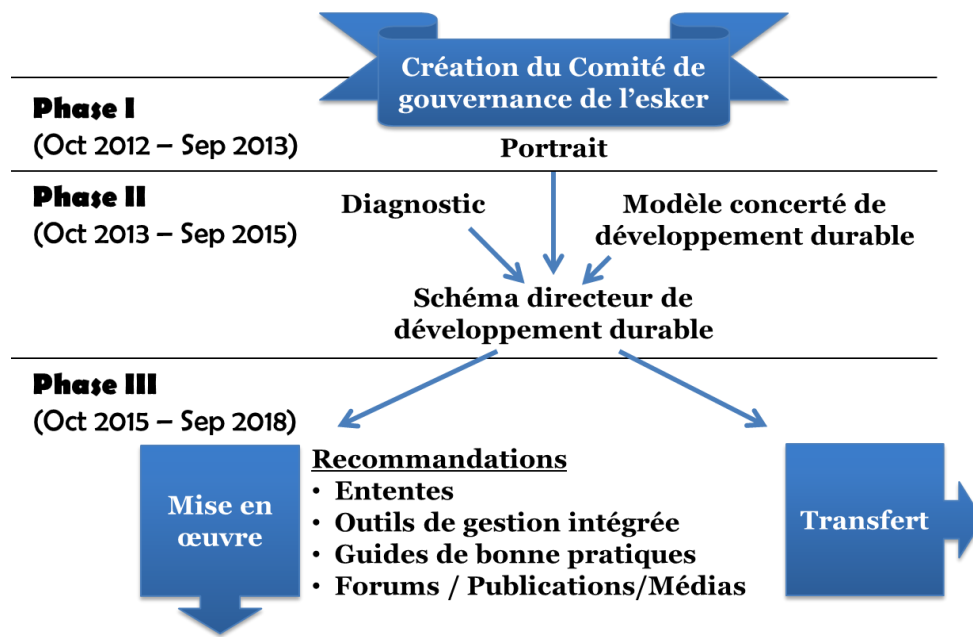 Création du Comité de
gouvernance de l’esker
Phase I
(Oct 2012 – Sep 2013)
Portrait
Phase II
(Oct 2013 – Sep 2015)
Diagnostic
Modèle concerté de
développement durable
Schéma directeur de
développement durable
Phase III
(Oct 2015 – Sep 2018)
Mise en
œuvre
Recommandations
• Ententes
• Outils de gestion intégrée
• Guides de bonne pratiques
• Forums / Publications/Médias
Transfert